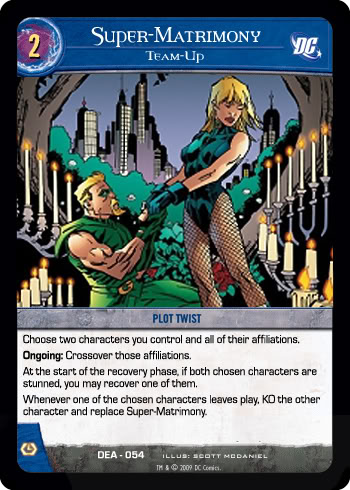 2
Super-Matrimony
Team-Up
DC
PLOT TWIST
Choose two characters you control and all of their affiliations.
Ongoing: Crossover those affiliations.
At the start of the recovery phase, if both chosen characters are
stunned, you may recover one of them.
Whenever one of the chosen characters leaves play, KO the other
character and replace Super-Matrimony.
DEA - 054 ILLUS: SCOTT MCDANIEL
TM & © 2009 DC Comics.